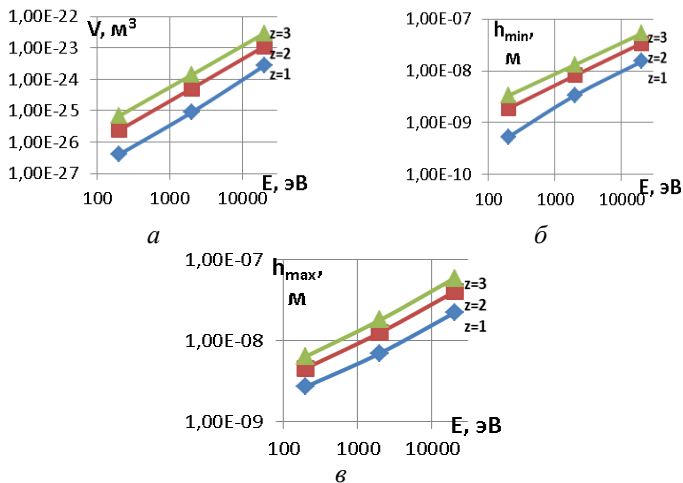 1,00E-22
1,00E-23
1,00E-24
1,00E-25
1,00E-26
1,00E-27
V, м³
z=3
z=2
z=1
100
1000
10000
E, эВ
а
1,00E-07
1,00E-08
1,00E-09
1,00E-10
hmin,
м
z=3
z=2
z=1
100
1000
10000
E, эВ
б
1,00E-07
1,00E-08
1,00E-09
hmax,
м
z=3
z=2
z=1
100
1000
10000
E, эВ
в